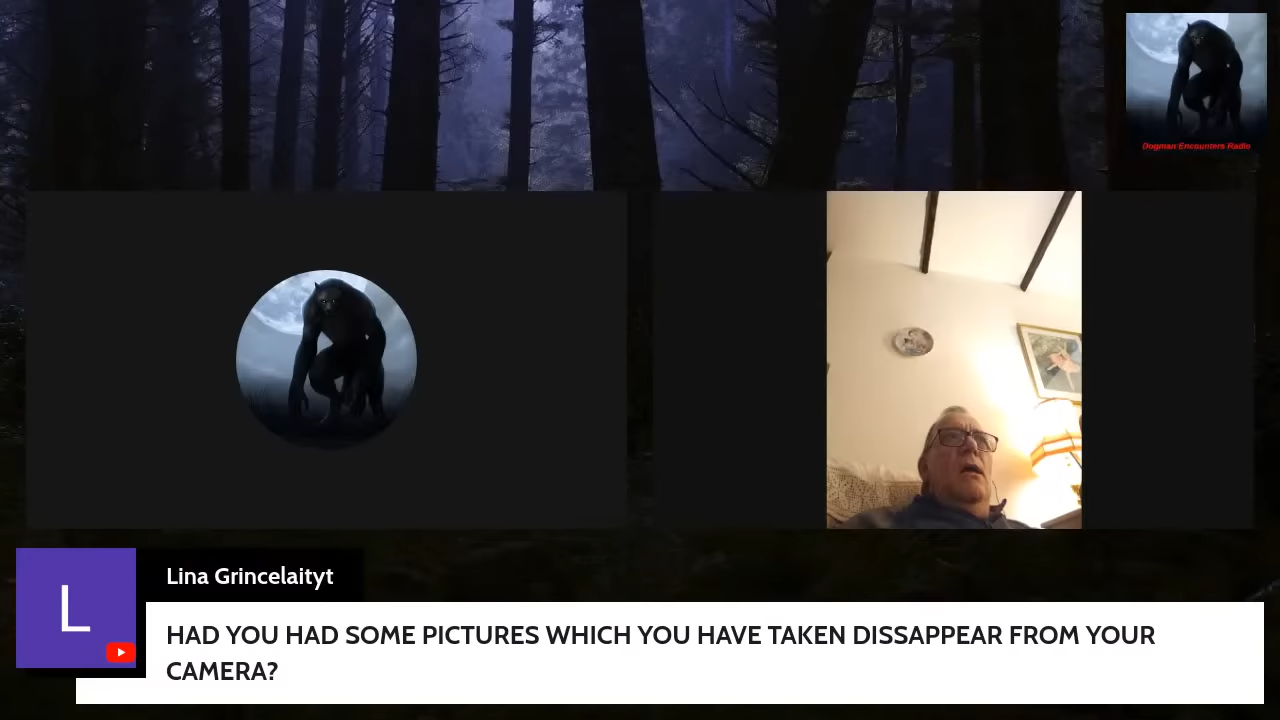 Dogman Encounters Radio
L
Lina Grincelaityt
HAD YOU HAD SOME PICTURES WHICH YOU HAVE TAKEN DISSAPPEAR FROM YOUR
CAMERA?